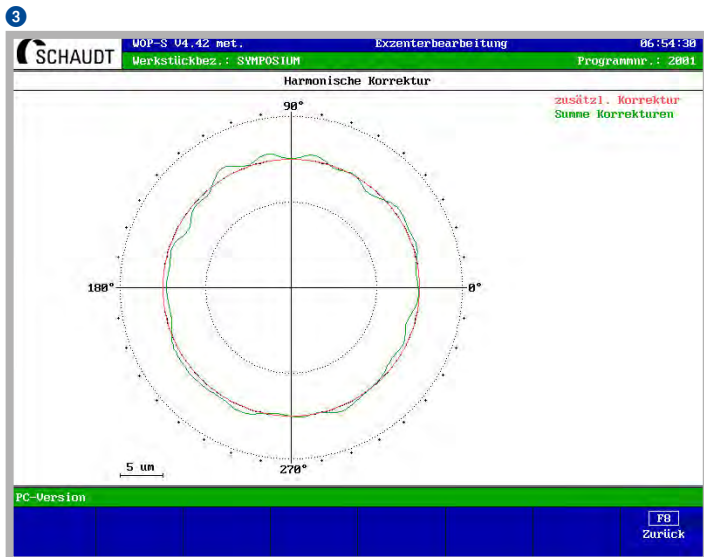 3
SCHAUDT
WOP-S V4.42 met. Exzenterbearbeitung 06:54:30
Werkstückbez.: SYMPOSIUM Programmnr.: 2001
Harmonische Korrektur
zusätzl. Korrektur
Summe Korrekturen
90°
180° 0°
270°
5 um
PC-Version
F8
Zurück